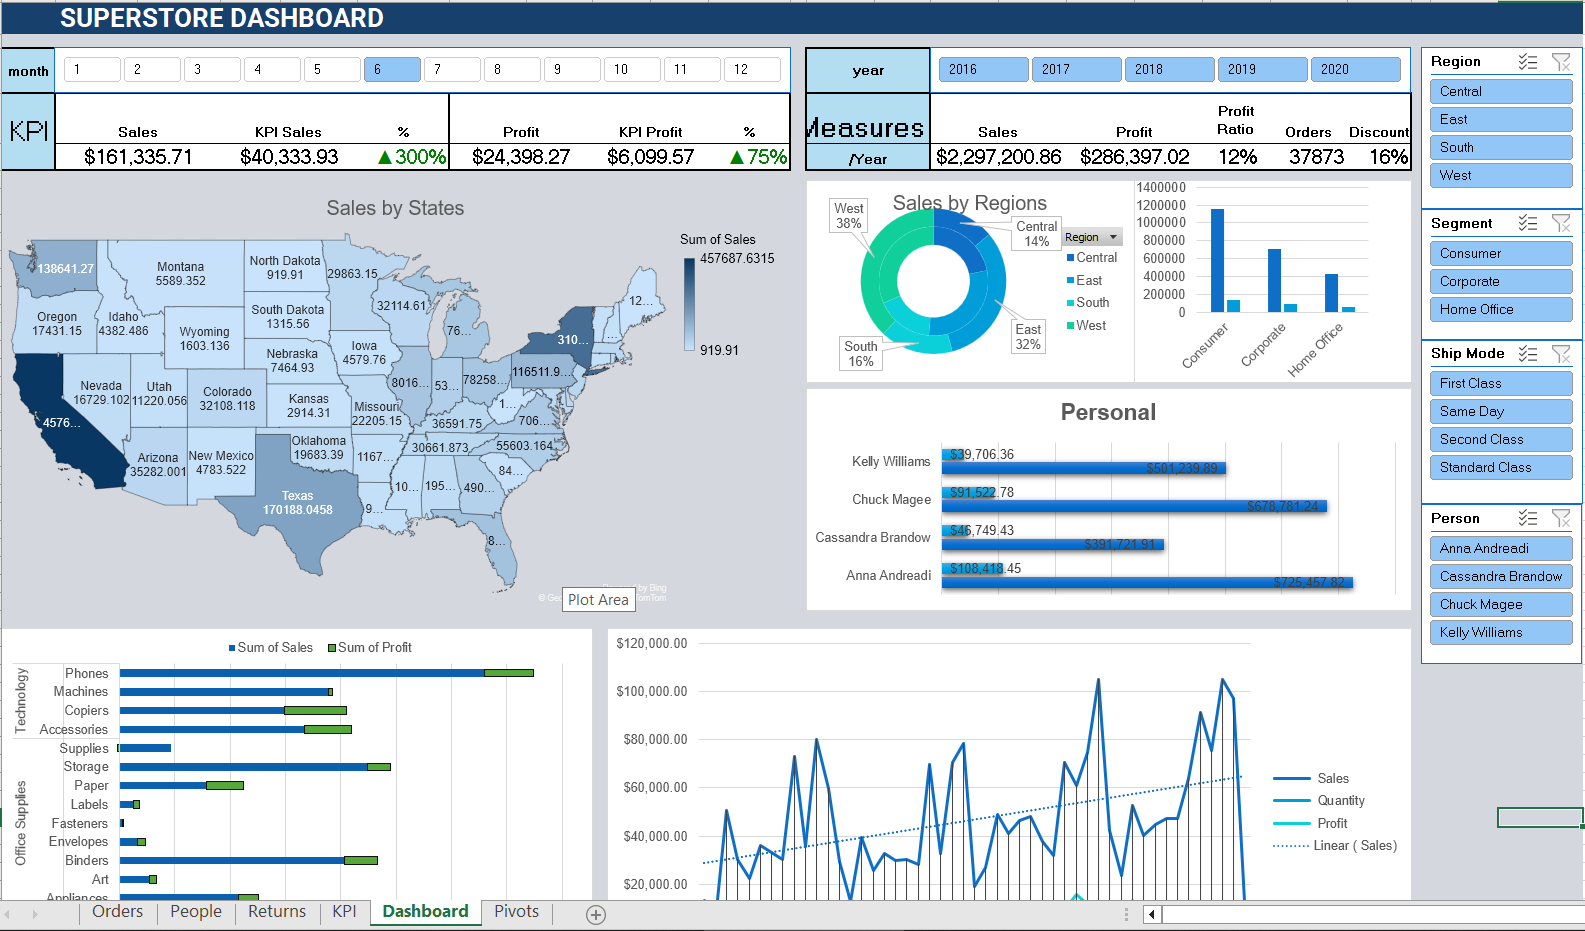 SUPERSTORE DASHBOARD
month 1 2 3 4 5 6 7 8 9 10 11 12
KPI Sales KPI Sales % Profit KPI Profit %
$161,335.71 $40,333.93 ▲300% $24,398.27 $6,099.57 ▲75%
year 2016 2017 2018 2019 2020
Measures Sales Profit Profit Ratio Orders Discount
/Year $2,297,200.86 $286,397.02 12% 37873 16%
Region
Central
East
South
West
Segment
Consumer
Corporate
Home Office
Ship Mode
First Class
Same Day
Second Class
Standard Class
Person
Anna Andreadi
Cassandra Brandow
Chuck Magee
Kelly Williams
Sales by States
Sum of Sales
457687.6315
919.91
138641.27
Montana
5589.352
North Dakota
919.91
29863.15
Oregon
17431.15
Idaho
4382.486
Wyoming
1603.136
South Dakota
1315.56
32114.61
76...
12...
310...
Nebraska
7464.93
Iowa
4579.76
Nevada
16729.102
Utah
11220.056
Colorado
32108.118
Kansas
2914.31
Missouri
22205.15
8016...
53...
78258...
116511.9...
1...
706...
4576...
36591.75
Arizona
35282.001
New Mexico
4783.522
Oklahoma
19683.39
1167...
30661.873
55603.164
84...
Texas
170188.0458
9...
10...
195...
490...
8...
Plot Area
by Bing
TomTom
Sales by Regions
West
38%
Central
14%
East
32%
South
16%
Region
Central
East
South
West
1400000
1200000
1000000
800000
600000
400000
200000
0
Consumer
Corporate
Home Office
Personal
Kelly Williams $39,706.36
$501,239.89
Chuck Magee $91,522.78
$678,781.24
Cassandra Brandow $46,749.43
$391,721.91
Anna Andreadi $108,418.45
$725,457.82
Sum of Sales Sum of Profit
Technology
Phones
Machines
Copiers
Accessories
Office Supplies
Supplies
Storage
Paper
Labels
Fasteners
Envelopes
Binders
Art
Appliances
$120,000.00
$100,000.00
$80,000.00
$60,000.00
$40,000.00
$20,000.00
Sales
Quantity
Profit
Linear ( Sales)
Orders People Returns KPI Dashboard Pivots